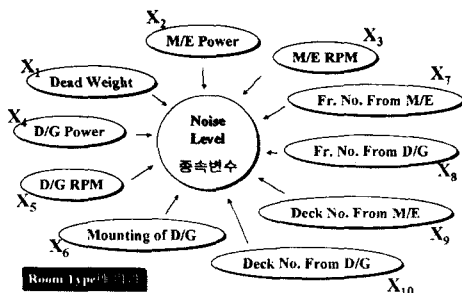 X2
M/E Power
X3
M/E RPM
X1
Dead Weight
X7
Fr. No. From M/E
X4
D/G Power
Noise
Level
종속변수
Fr. No. From D/G
X8
D/G RPM
X5
Deck No. From M/E
X9
X6
Mounting of D/G
Deck No. From D/G
X10
Room Type